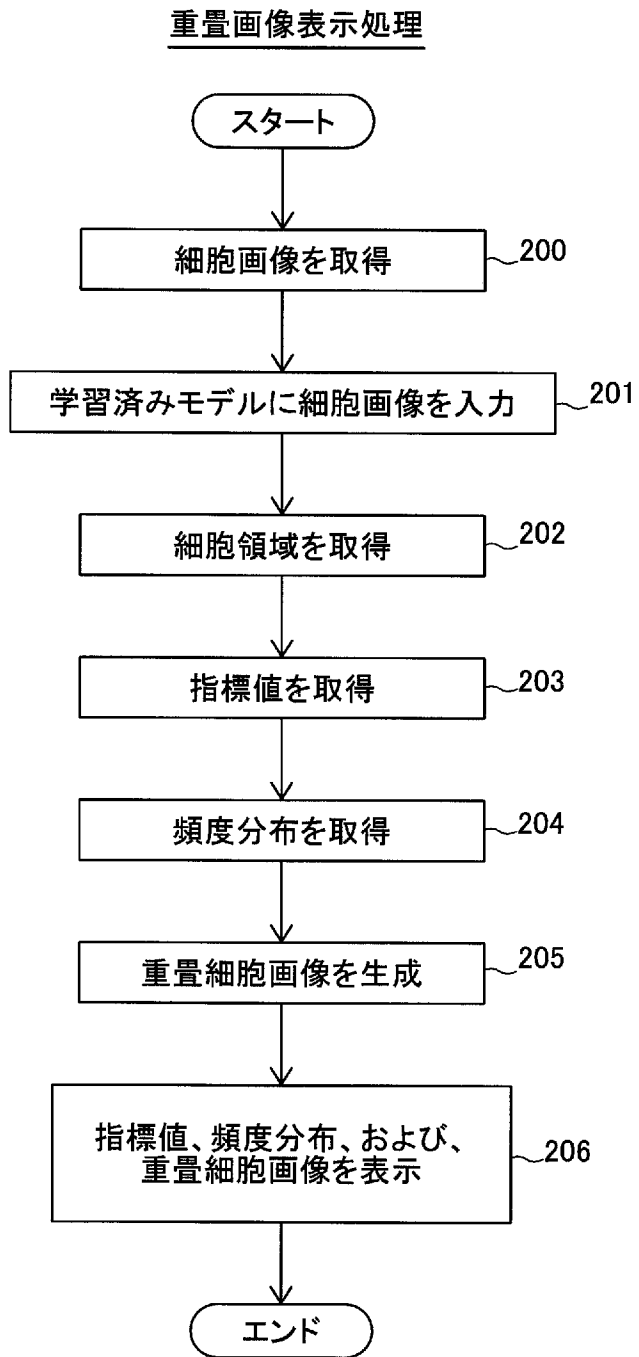 重畳画像表示処理
スタート
細胞画像を取得
200
学習済みモデルに細胞画像を入力
201
細胞領域を取得
202
指標値を取得
203
頻度分布を取得
204
重畳細胞画像を生成
205
指標値、頻度分布、および、
重畳細胞画像を表示
206
エンド